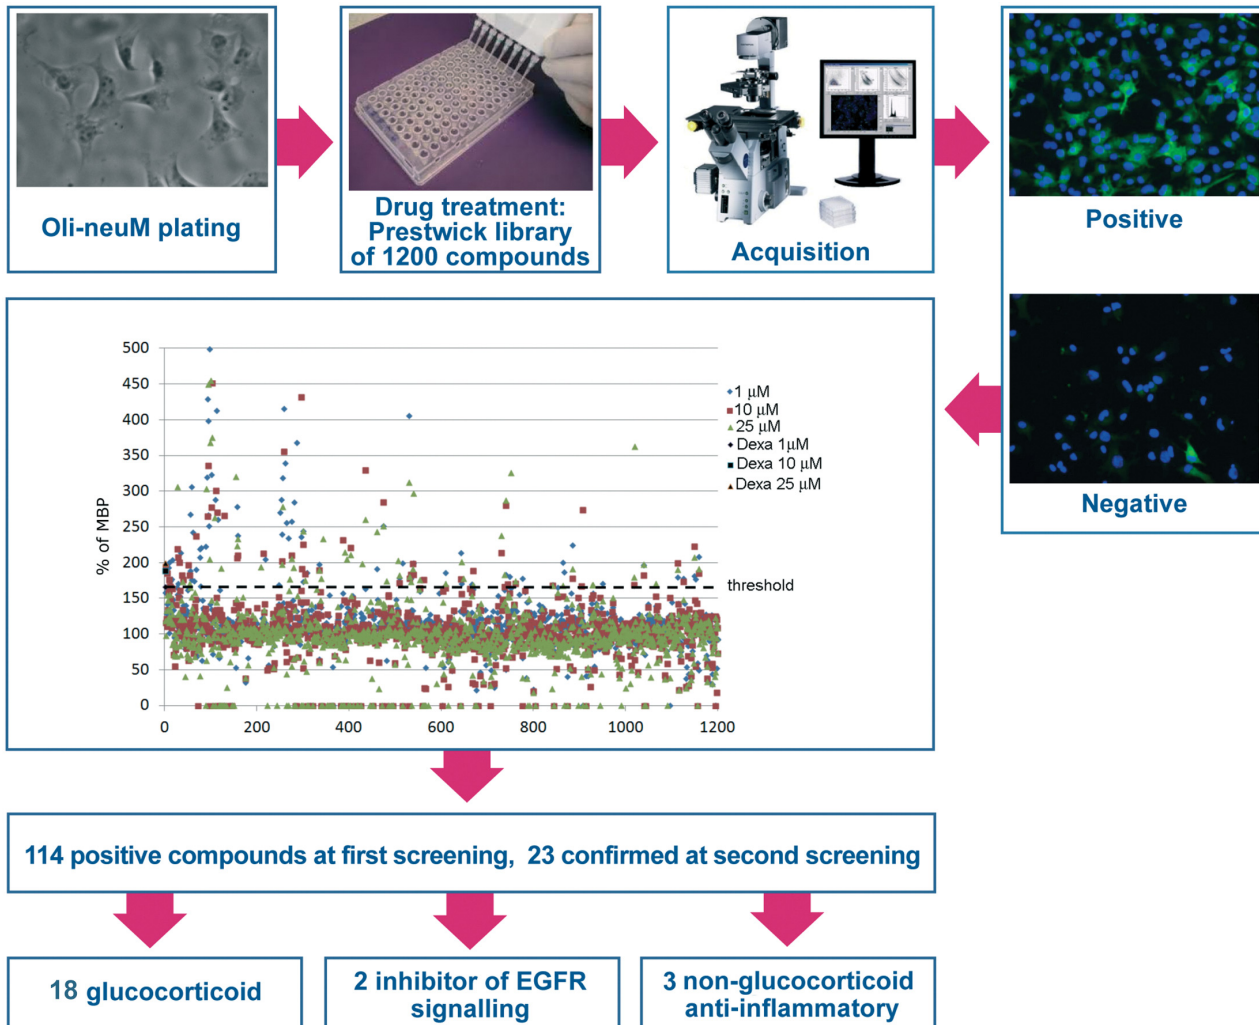 Oli-neuM plating
Drug treatment:
Prestwick library
of 1200 compounds
Acquisition
Positive
Negative
% of MBP
500
450
400
350
300
250
200
150
100
50
0
0 200 400 600 800 1000 1200
1 µM
10 µM
25 µM
Dexa 1µM
Dexa 10 µM
Dexa 25 µM
threshold
114 positive compounds at first screening, 23 confirmed at second screening
18 glucocorticoid
2 inhibitor of EGFR
signalling
3 non-glucocorticoid
anti-inflammatory